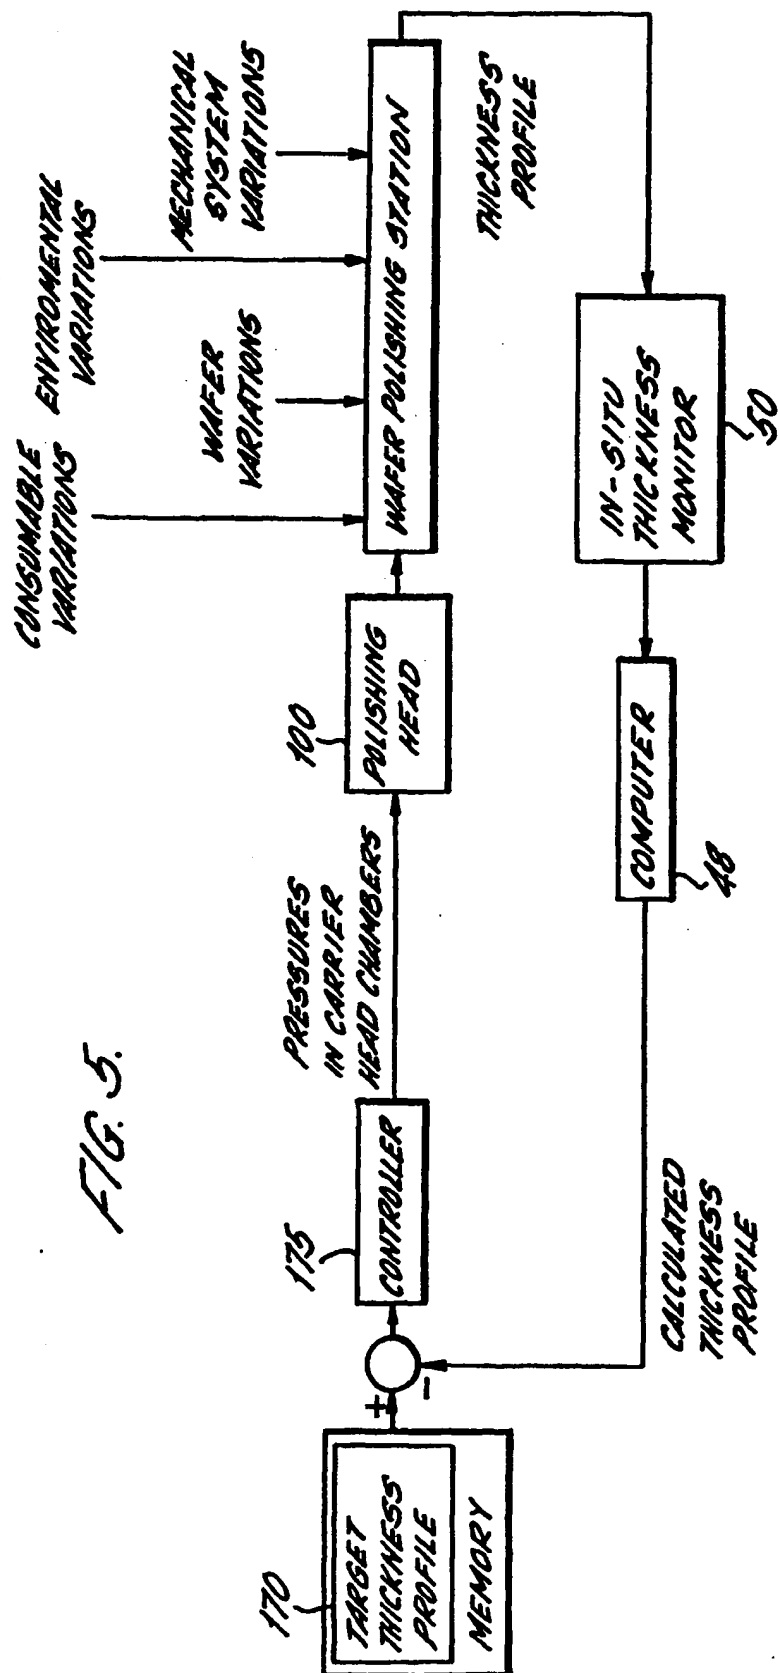 FIG. 5.
CONSUMABLE
VARIATIONS
ENVIROMENTAL
VARIATIONS
WAFER
VARIATIONS
MECHANICAL
SYSTEM
VARIATIONS
170
TARGET
THICKNESS
PROFILE
MEMORY
+
-
175
CONTROLLER
PRESSURES
IN CARRIER
HEAD CHAMBERS
100
POLISHING
HEAD
WAFER POLISHING STATION
THICKNESS
PROFILE
IN-SITU
THICKNESS
MONITOR
50
COMPUTER
48
CALCULATED
THICKNESS
PROFILE